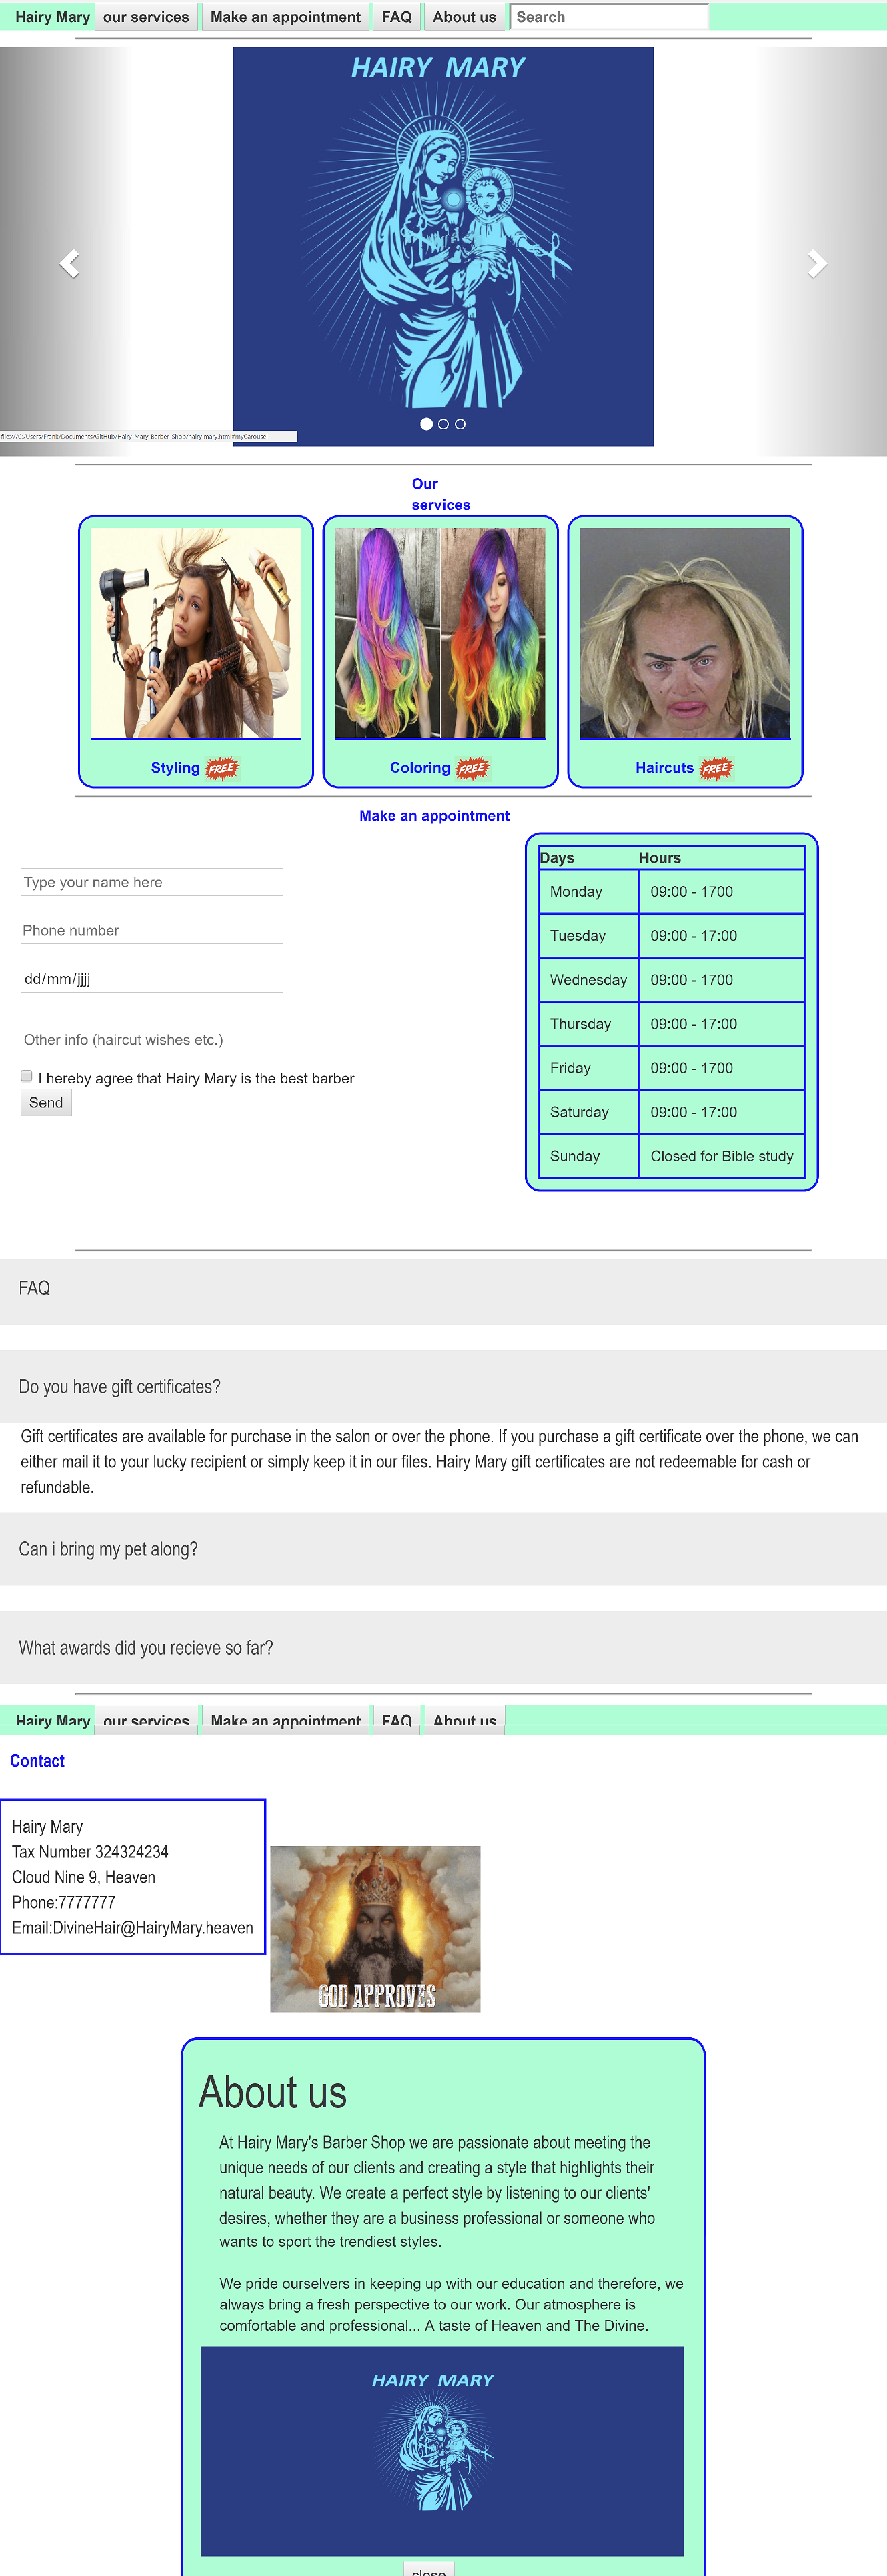 Hairy Mary our services Make an appointment FAQ About us Search
HAIRY MARY
file:///C:/Users/Frank/Documents/GitHub/Hairy-Mary-Barber-Shop/hairy mary.html#myCarousel
Our
services
Styling FREE Coloring FREE Haircuts FREE
Make an appointment
Type your name here
Phone number
dd/mm/jjjj
Other info (haircut wishes etc.)
I hereby agree that Hairy Mary is the best barber
Send
Days Hours
Monday 09:00 - 1700
Tuesday 09:00 - 17:00
Wednesday 09:00 - 1700
Thursday 09:00 - 17:00
Friday 09:00 - 1700
Saturday 09:00 - 17:00
Sunday Closed for Bible study
FAQ
Do you have gift certificates?
Gift certificates are available for purchase in the salon or over the phone. If you purchase a gift certificate over the phone, we can
either mail it to your lucky recipient or simply keep it in our files. Hairy Mary gift certificates are not redeemable for cash or
refundable.
Can i bring my pet along?
What awards did you recieve so far?
Hairy Mary our services Make an appointment FAQ About us
Contact
Hairy Mary
Tax Number 324324234
Cloud Nine 9, Heaven
Phone:7777777
Email:DivineHair@HairyMary.heaven
GOD APPROVES
About us
At Hairy Mary's Barber Shop we are passionate about meeting the
unique needs of our clients and creating a style that highlights their
natural beauty. We create a perfect style by listening to our clients'
desires, whether they are a business professional or someone who
wants to sport the trendiest styles.
We pride ourselvers in keeping up with our education and therefore, we
always bring a fresh perspective to our work. Our atmosphere is
comfortable and professional... A taste of Heaven and The Divine.
HAIRY MARY
close